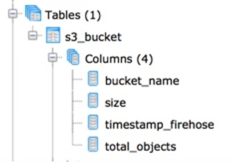 Tables (1)
s3_bucket
Columns (4)
bucket_name
size
timestamp_firehose
total_objects